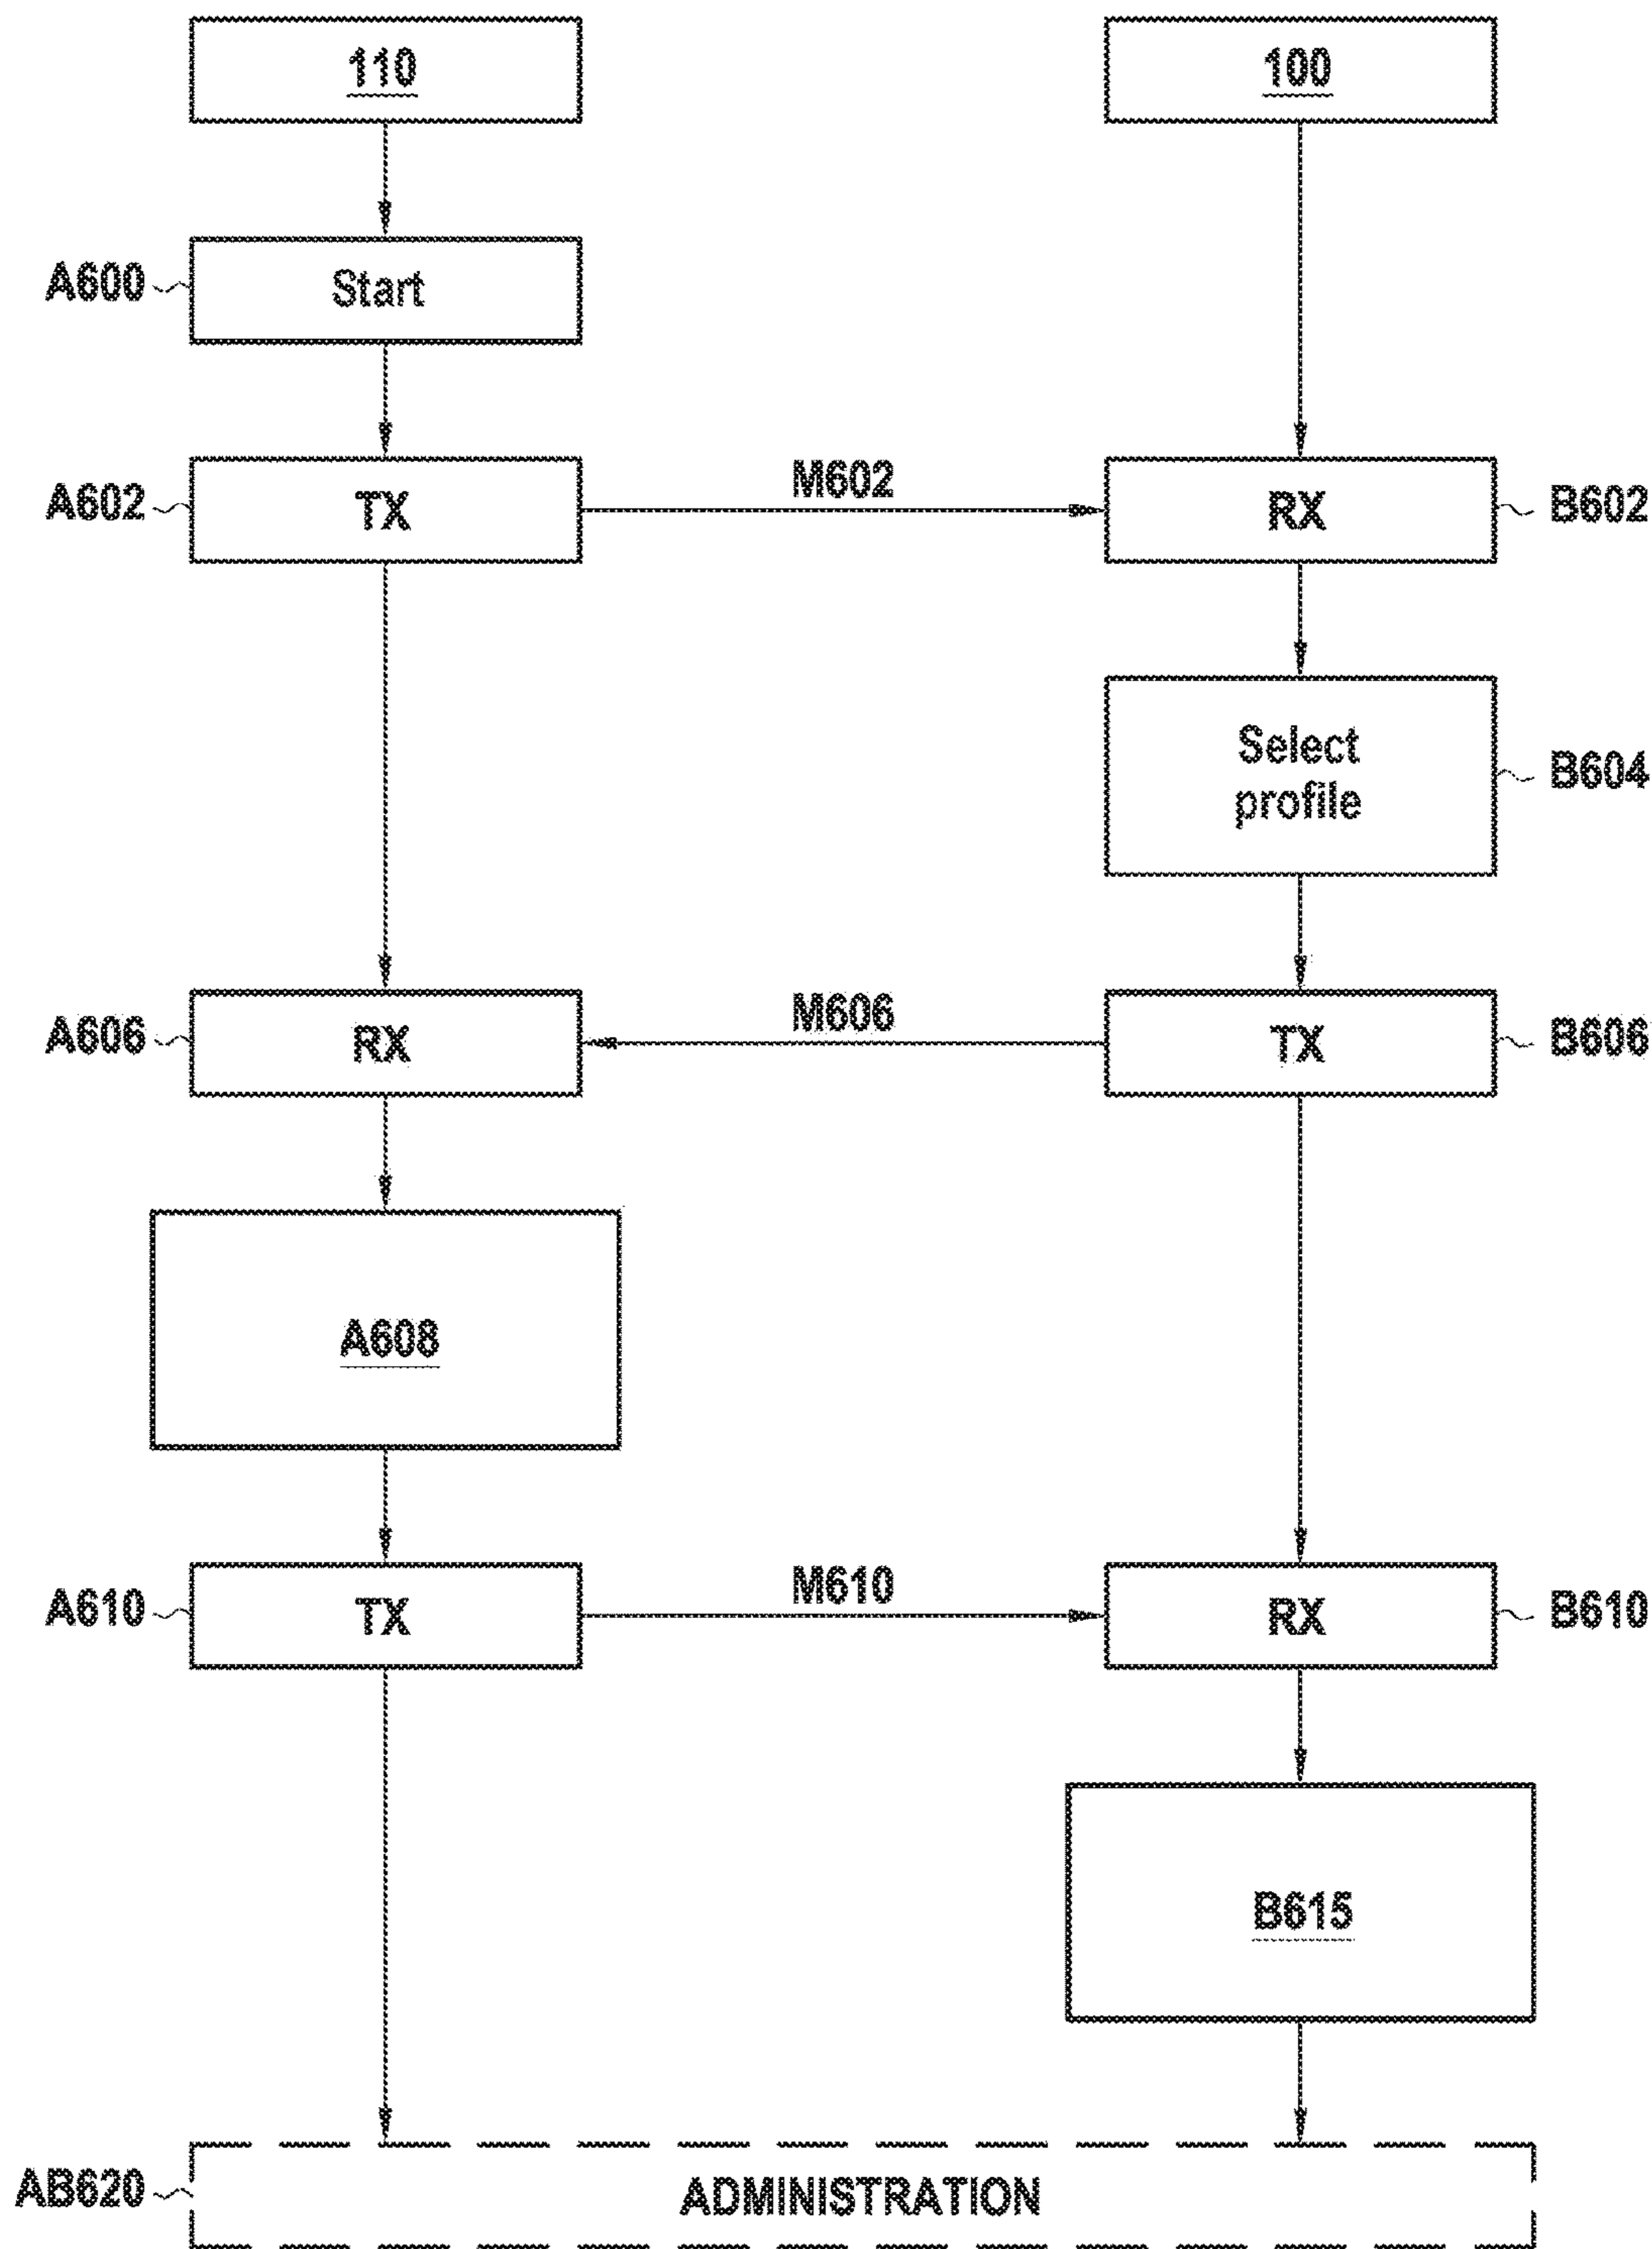 110
100
A600
Start
A602
TX
M602
RX
B602
Select
profile
B604
A606
RX
M606
TX
B606
A608
A610
TX
M610
RX
B610
B615
AB620
ADMINISTRATION